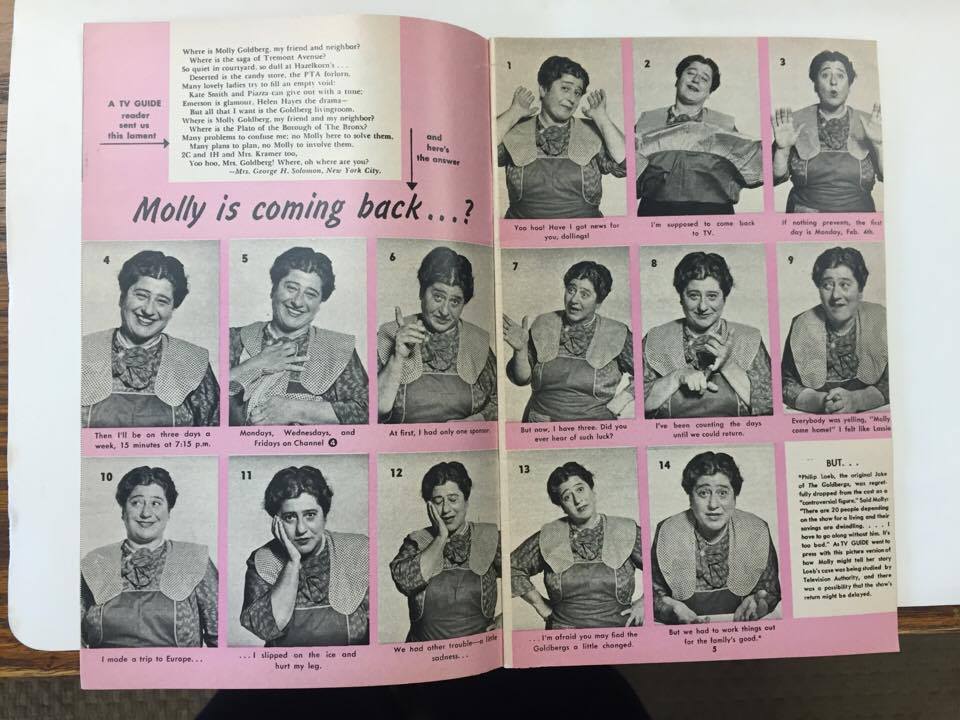 A TV GUIDE
reader
sent us
this lament
Where is Molly Goldberg, my friend and neighbor?
Where is the saga of Tremont Avenue?
So quiet in courtyard, so dull at Hazelkorn's . . .
Deserted is the candy store, the PTA forlorn.
Many lovely ladies try to fill an empty void:
Kate Smith and Piazza can give out with a tune;
Emerson is glamour, Helen Hayes the drama—
But all that I want is the Goldberg livingroom.
Where is Molly Goldberg, my friend and my neighbor?
Where is the Plato of the Borough of The Bronx?
Many problems to confuse me; no Molly here to solve them.
Many plans to plan, no Molly to involve them.
2C and 1H and Mrs. Kramer too,
Yoo hoo, Mrs. Goldberg! Where, oh where are you?
—Mrs. George H. Solomon, New York City.
and
here's
the answer
Molly is coming back...?
1
Yoo hoo! Have I got news for
you, dollings!
2
I'm supposed to come back
to TV.
3
If nothing prevents, the first
day is Monday, Feb. 4th.
4
Then I'll be on three days a
week, 15 minutes at 7:15 p.m.
5
Mondays, Wednesdays, and
Fridays on Channel 4
6
At first, I had only one sponsor.
7
But now, I have three. Did you
ever hear of such luck?
8
I've been counting the days
until we could return.
9
Everybody was yelling, "Molly
come home!" I felt like Lassie
10
I made a trip to Europe...
11
...I slipped on the ice and
hurt my leg.
12
We had other trouble—a little
sadness...
13
...I'm afraid you may find the
Goldbergs a little changed.
14
But we had to work things out
for the family's good.*
BUT...
*Philip Loeb, the original Jake
of The Goldbergs, was regret-
fully dropped from the cast as a
"controversial figure." Said Molly:
"There are 20 people depending
on the show for a living and their
savings are dwindling. . . . I
have to go along without him. It's
too bad." As TV GUIDE went to
press with this picture version of
how Molly might tell her story
Loeb's case was being studied by
Television Authority, and there
was a possibility that the show's
return might be delayed.
5